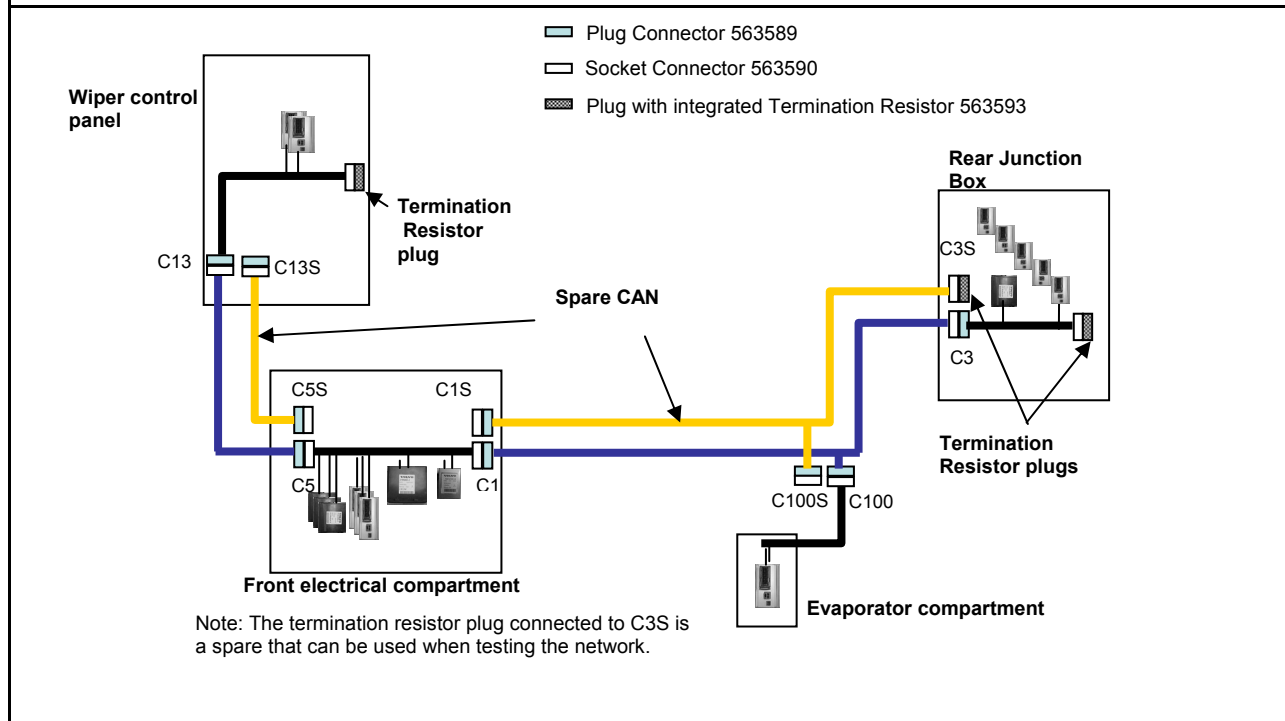 Plug Connector 563589
Socket Connector 563590
Plug with integrated Termination Resistor 563593
Wiper control
panel
Termination
Resistor
plug
C13
C13S
Rear Junction
Box
C3S
C3
Spare CAN
C5S
C1S
C5
C1
Termination
Resistor plugs
C100S
C100
Front electrical compartment
Evaporator compartment
Note: The termination resistor plug connected to C3S is
a spare that can be used when testing the network.